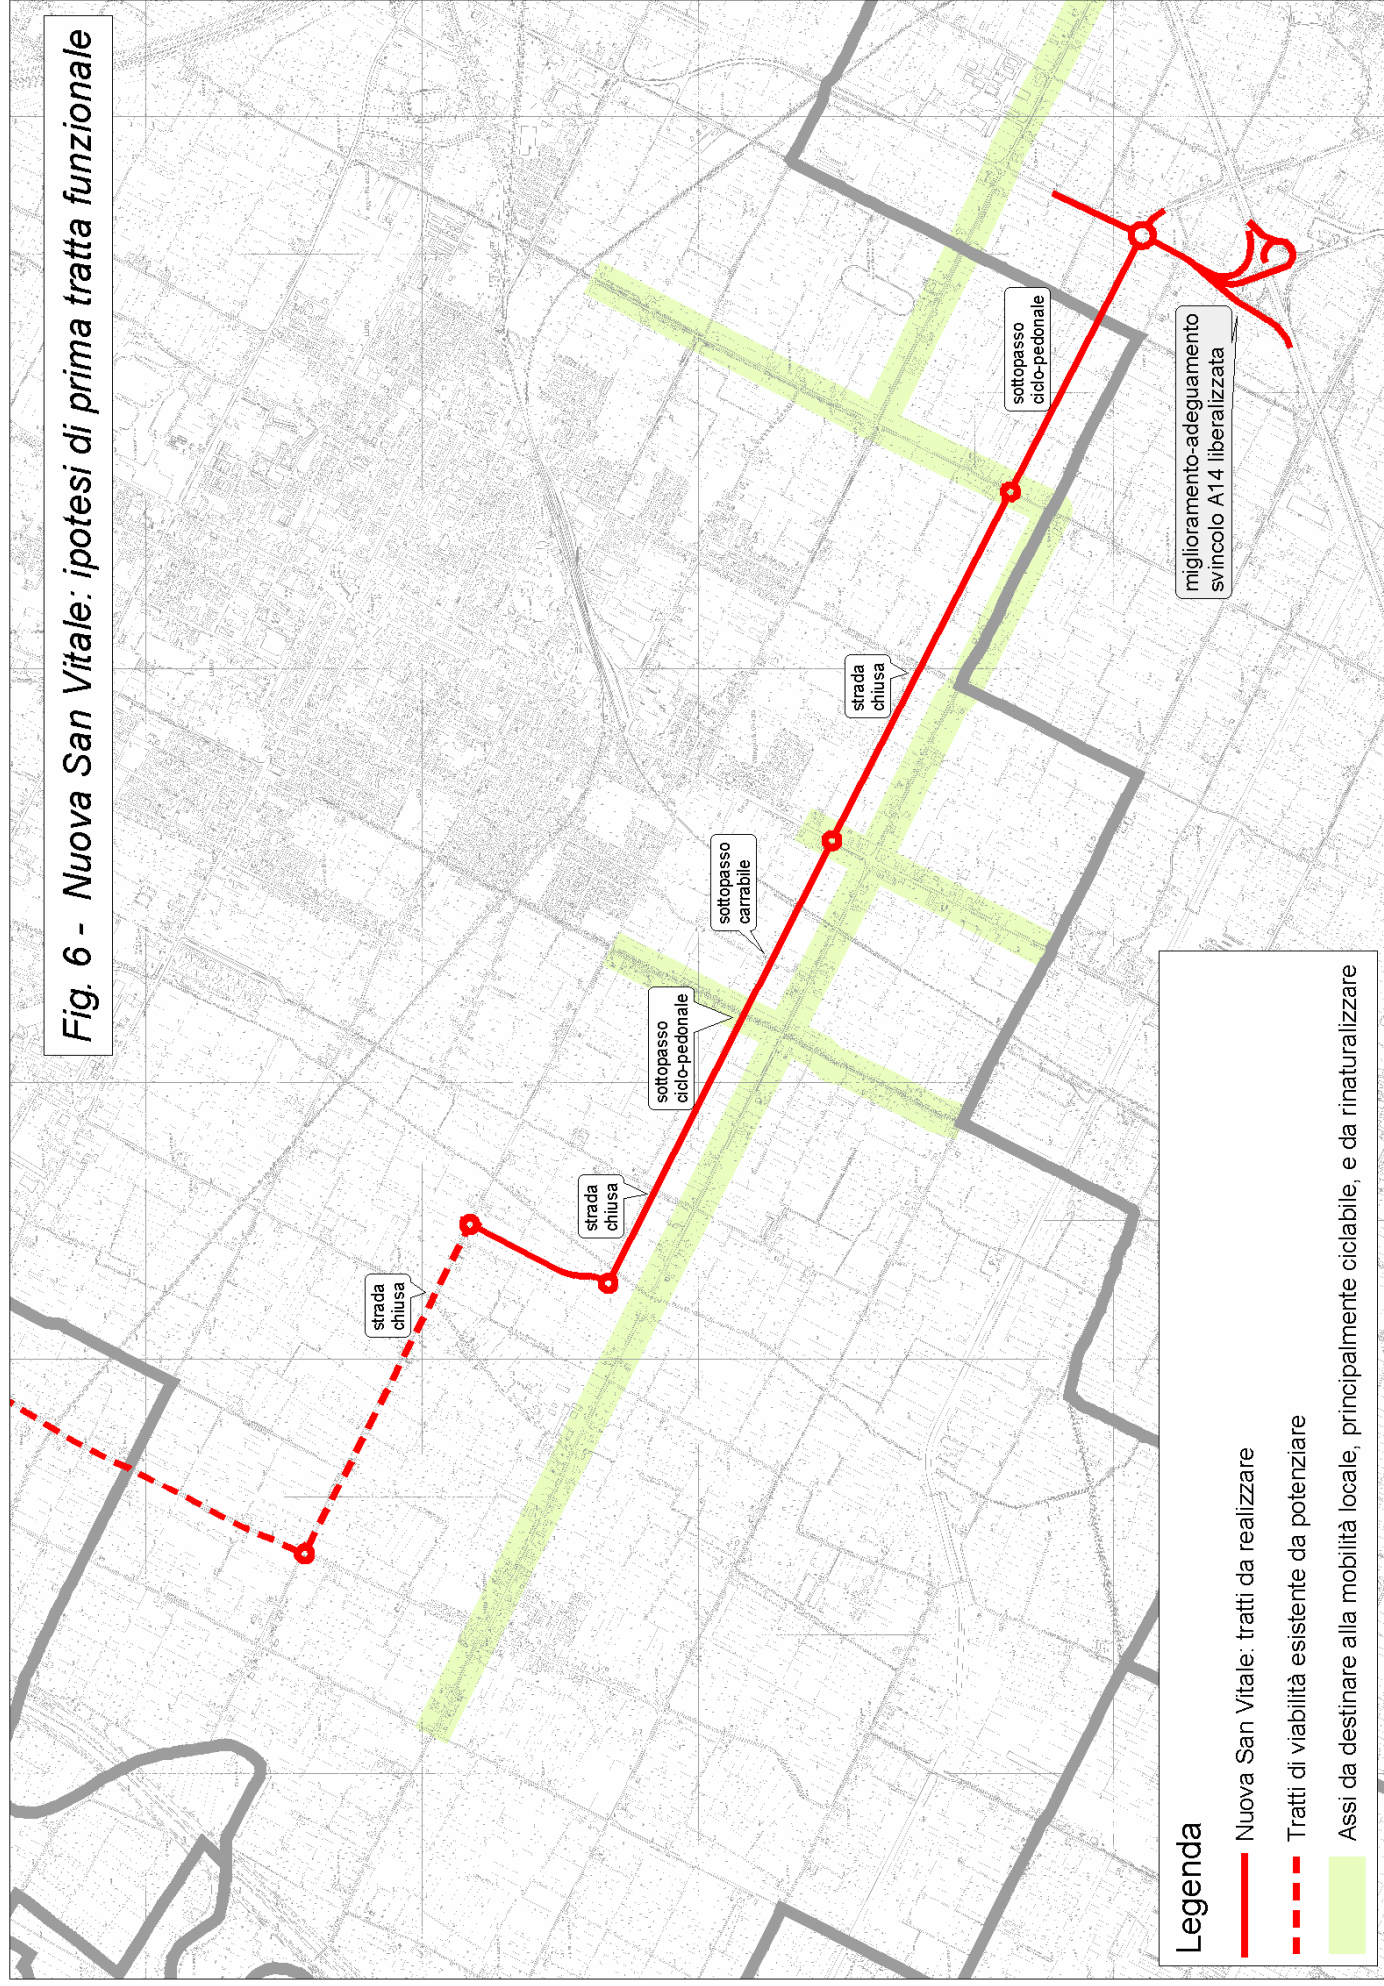 Fig. 6 - Nuova San Vitale: ipotesi di prima tratta funzionale
strada
chiusa
strada
chiusa
sottopasso
ciclo-pedonale
sottopasso
carrabile
strada
chiusa
sottopasso
ciclo-pedonale
miglioramento-adeguamento
svincolo A14 liberalizzata
Legenda
Nuova San Vitale: tratti da realizzare
Tratti di viabilità esistente da potenziare
Assi da destinare alla mobilità locale, principalmente ciclabile, e da rinaturalizzare